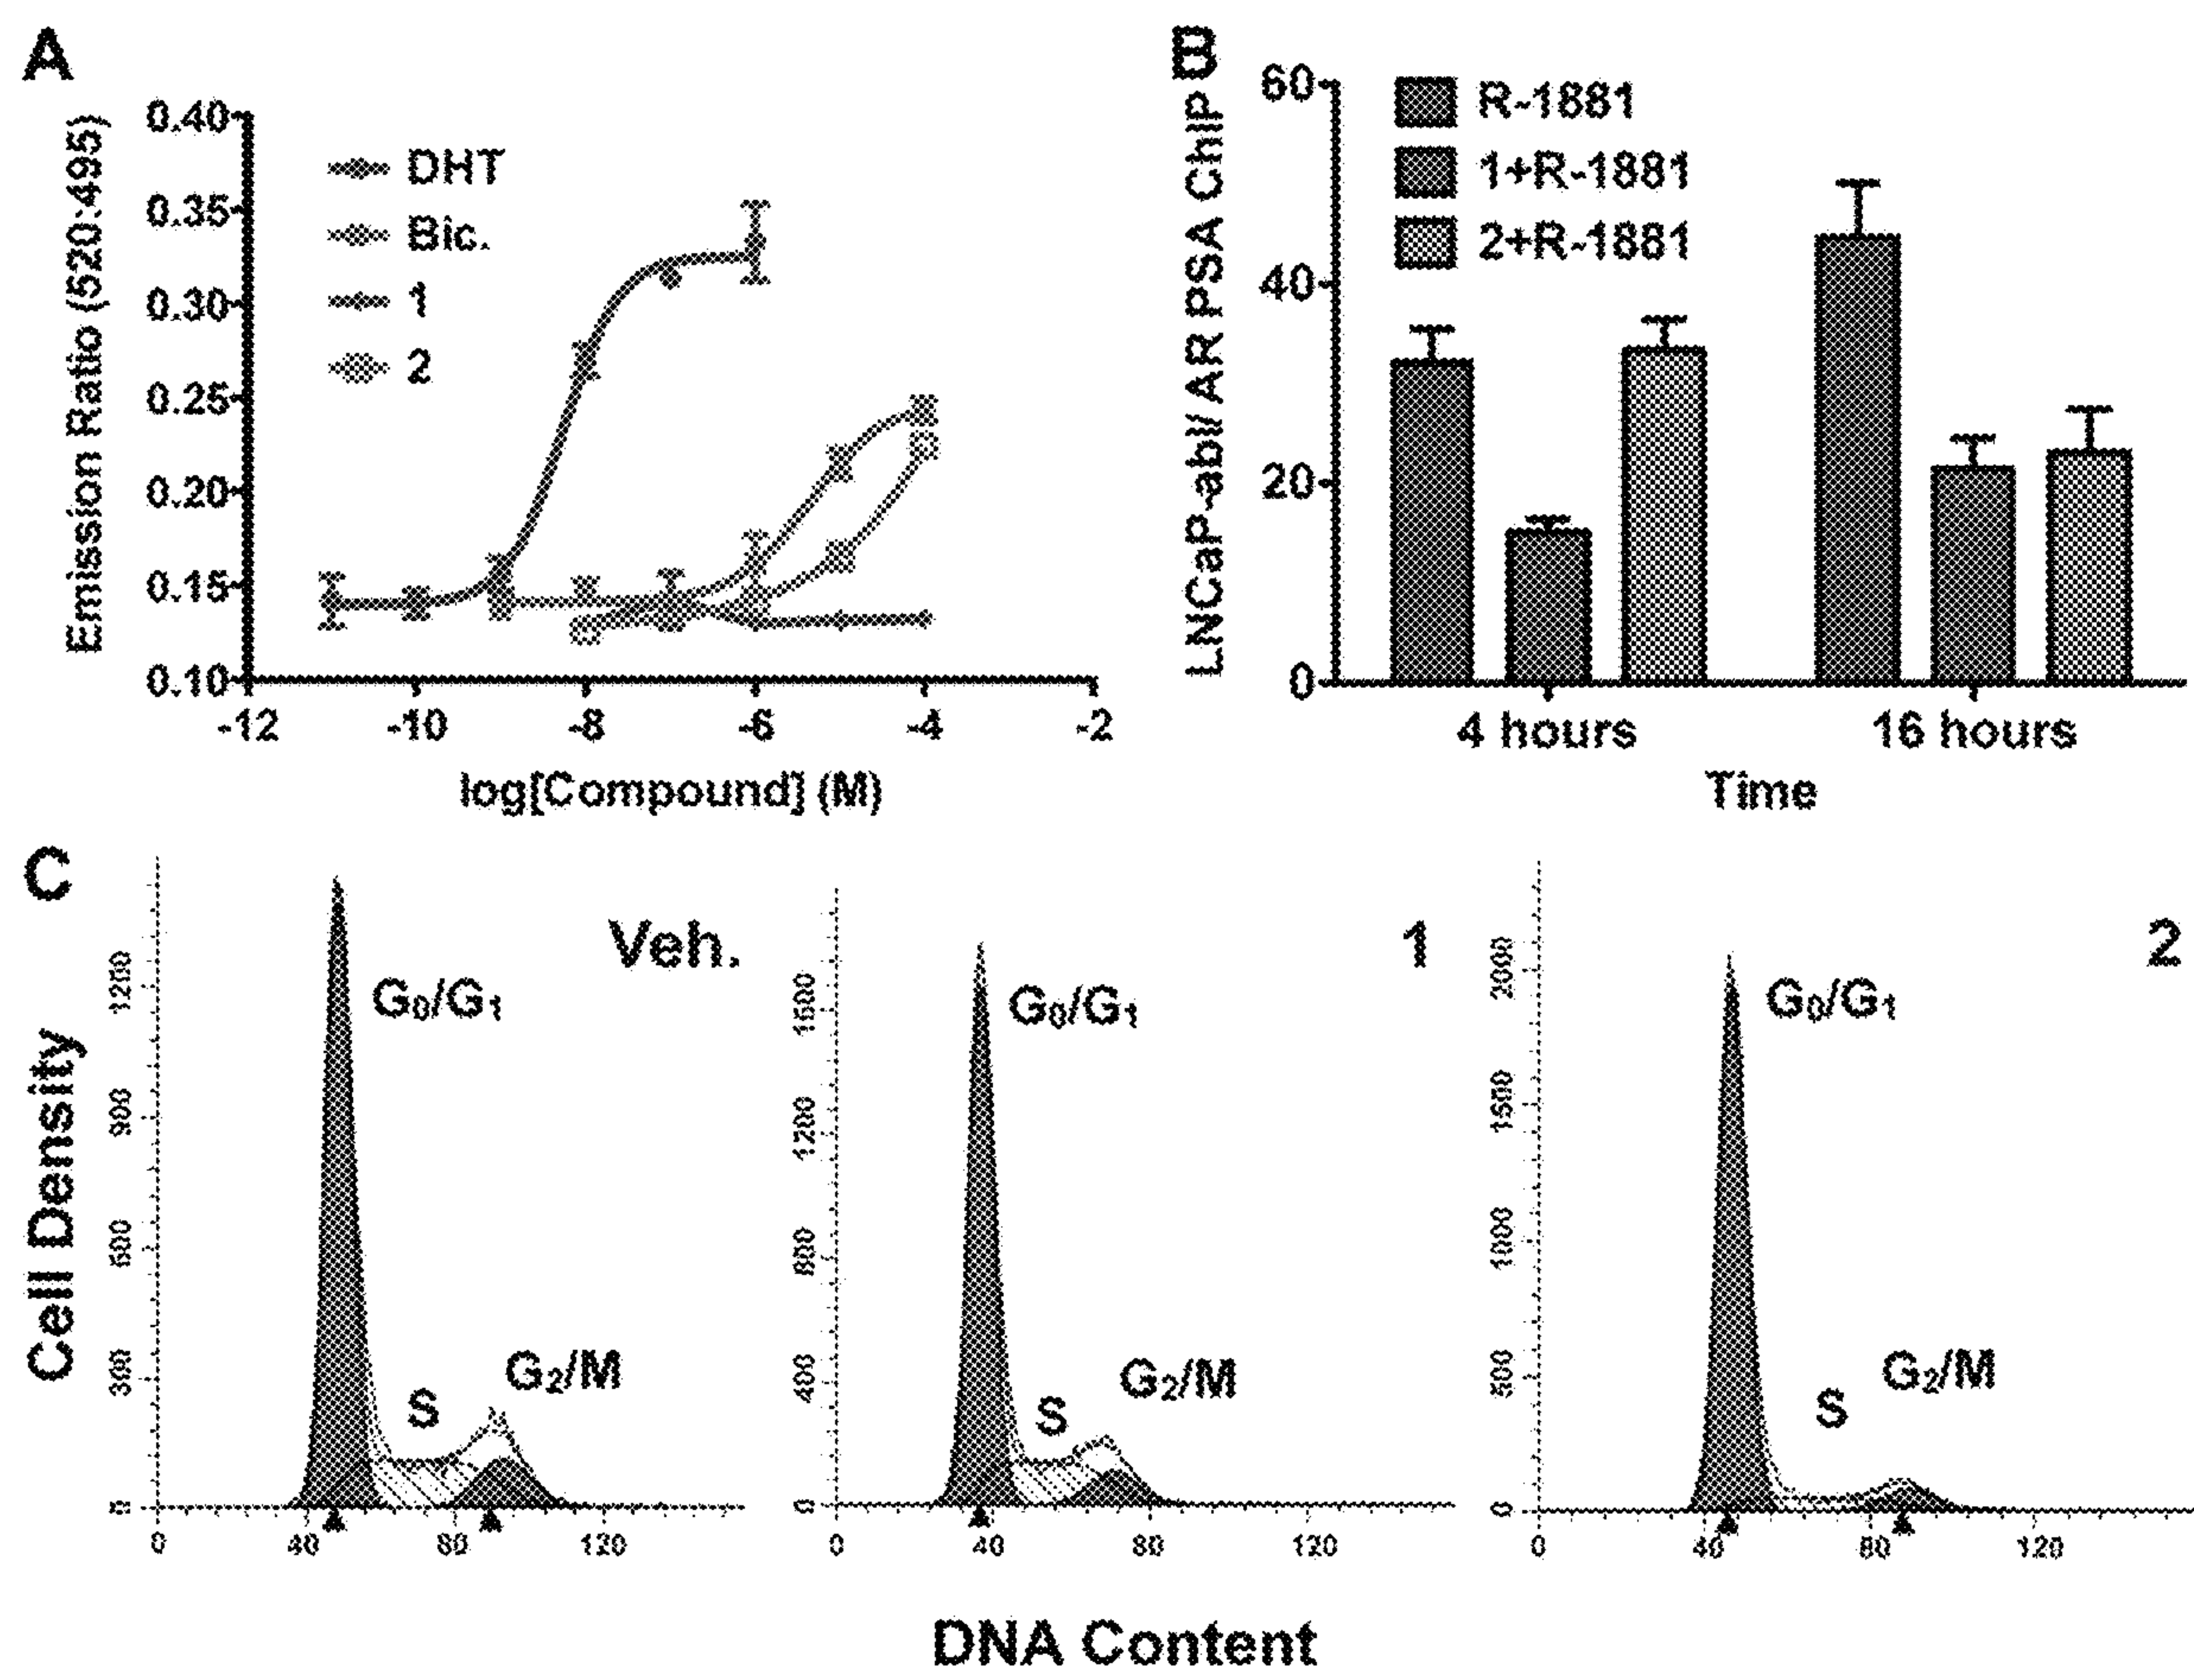 A
Emission Ratio (520:495)
0.40
0.35
0.30
0.25
0.20
0.15
0.10
DHT
Bic.
1
2
-12
-10
-8
-6
-4
-2
log[Compound] (M)
B
LNCaP-abl/ AR PSA ChIP
60
40
20
0
R-1881
1+R-1881
2+R-1881
4 hours
16 hours
Time
C
Cell Density
Veh.
1200
900
600
300
0
G₀/G₁
S
G₂/M
0
40
80
120
1
1600
1200
800
400
0
G₀/G₁
S
G₂/M
0
40
80
120
2
2000
1500
1000
500
0
G₀/G₁
S
G₂/M
0
40
80
120
DNA Content